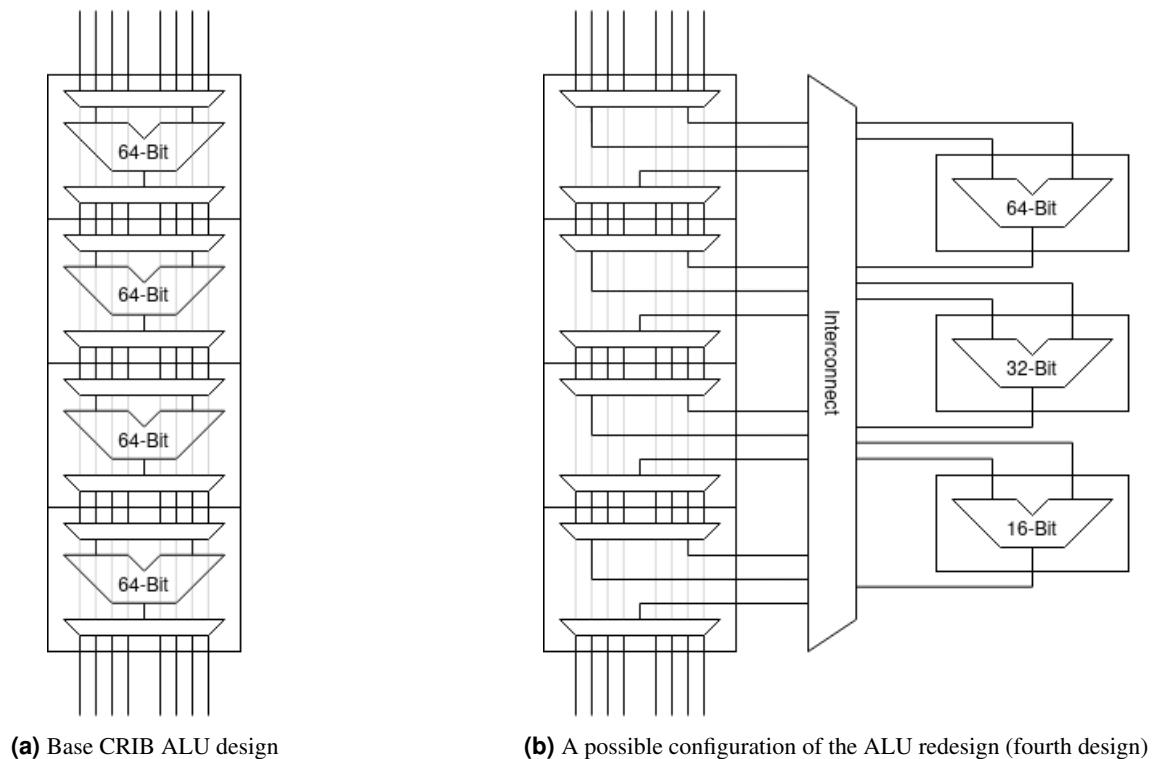 64-Bit
64-Bit
64-Bit
64-Bit
Interconnect
64-Bit
32-Bit
16-Bit
(a) Base CRIB ALU design
(b) A possible configuration of the ALU redesign (fourth design)